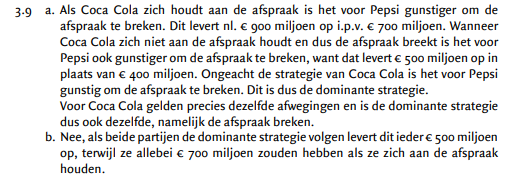 3.9 a. Als Coca Cola zich houdt aan de afspraak is het voor Pepsi gunstiger om de
afspraak te breken. Dit levert nl. € 900 miljoen op i.p.v. € 700 miljoen. Wanneer
Coca Cola zich niet aan de afspraak houdt en dus de afspraak breekt is het voor
Pepsi ook gunstiger om de afspraak te breken, want dat levert € 500 miljoen op in
plaats van € 400 miljoen. Ongeacht de strategie van Coca Cola is het voor Pepsi
gunstig om de afspraak te breken. Dit is dus de dominante strategie.
Voor Coca Cola gelden precies dezelfde afwegingen en is de dominante strategie
dus ook dezelfde, namelijk de afspraak breken.
b. Nee, als beide partijen de dominante strategie volgen levert dit ieder € 500 miljoen
op, terwijl ze allebei € 700 miljoen zouden hebben als ze zich aan de afspraak
houden.